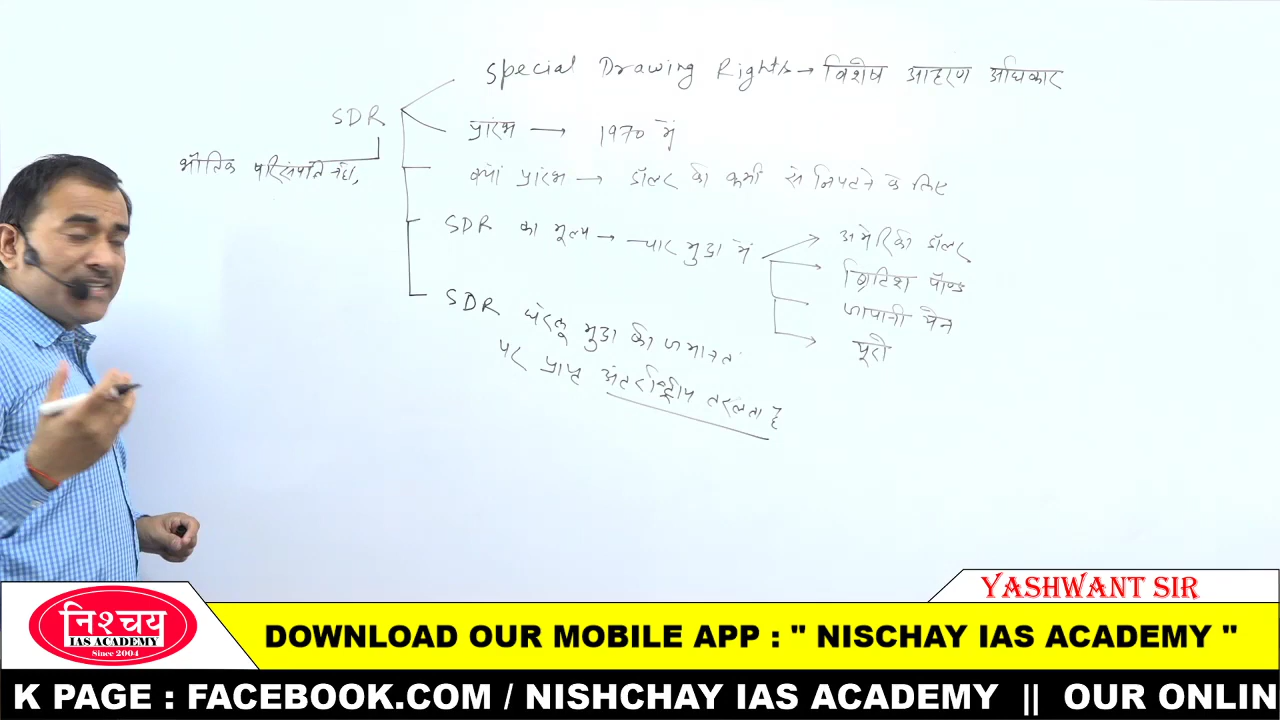 Special Drawing Rights → विशेष आहरण अधिकार
SDR
प्रारंभ → 1970 में
भौतिक परिसंपत्ति नहीं,
क्यों प्रारंभ → डॉलर की कमी से निपटने के लिए
SDR का मूल्य → चार मुद्रा में
अमेरिकी डॉलर
ब्रिटिश पॉण्ड
जापानी येन
यूरो
SDR घरेलू मुद्रा की जमानत
पर प्राप्त अंतर्राष्ट्रीय तरलता है
YASHWANT SIR
निश्चय
IAS ACADEMY
Since 2004
DOWNLOAD OUR MOBILE APP : " NISCHAY IAS ACADEMY "
K PAGE : FACEBOOK.COM / NISHCHAY IAS ACADEMY || OUR ONLIN